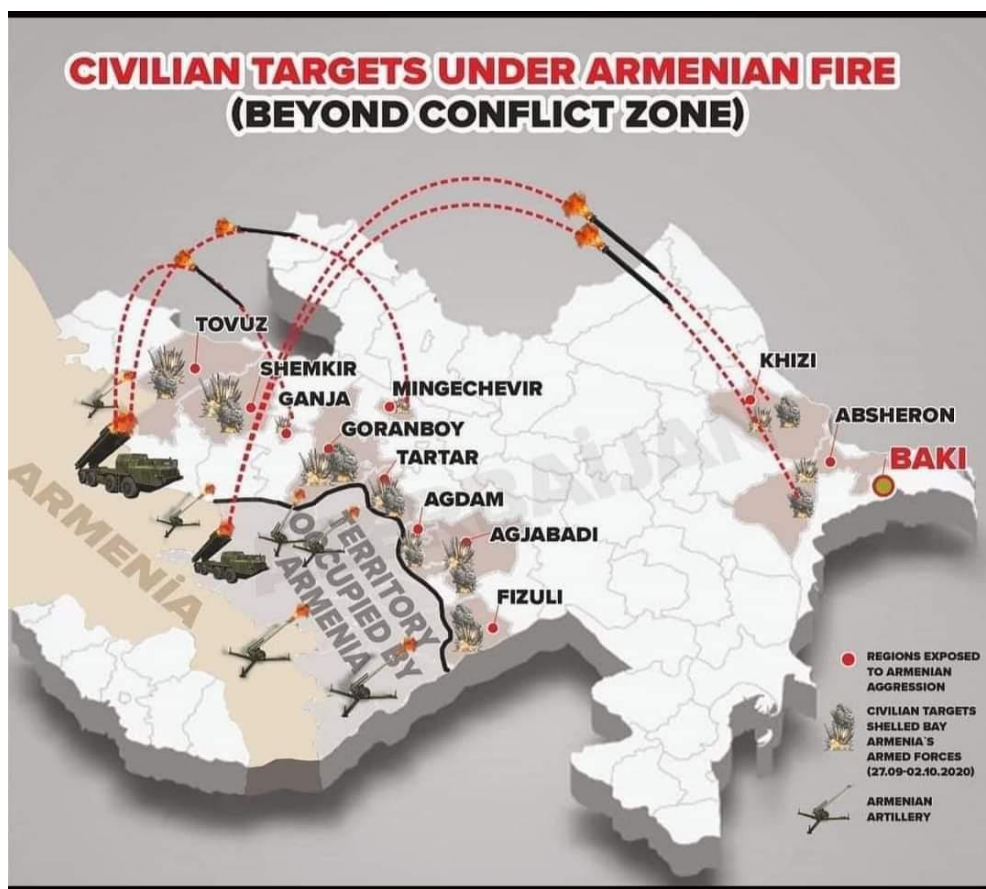 CIVILIAN TARGETS UNDER ARMENIAN FIRE
(BEYOND CONFLICT ZONE)
TOVUZ
SHEMKIR
GANJA
MINGECHEVIR
GORANBOY
TARTAR
AGDAM
AGJABADI
FIZULI
KHIZI
ABSHERON
BAKI
AZERBAIJAN
ARMENİA
TERRITORY
OCCUPIED BY
ARMENIA
REGIONS EXPOSED
TO ARMENIAN
AGGRESSION
CIVILIAN TARGETS
SHELLED BAY
ARMENIA`S
ARMED FORCES
(27.09-02.10.2020)
ARMENIAN
ARTILLERY